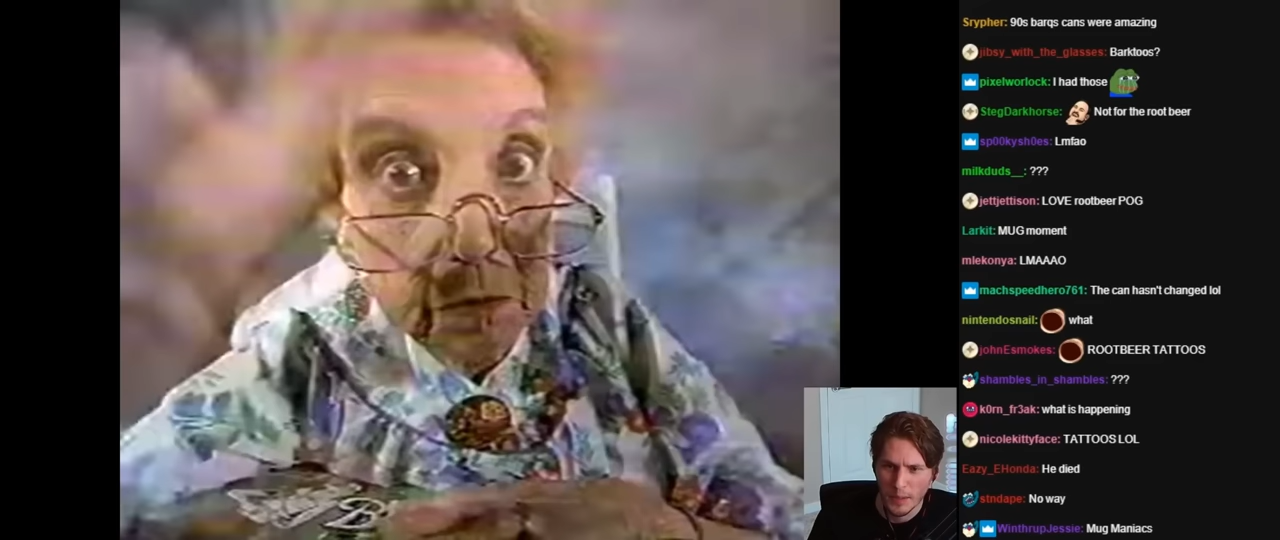 Srypher: 90s barqs cans were amazing
jibsy_with_the_glasses: Barktoos?
pixelworlock: I had those
StegDarkhorse: Not for the root beer
sp00kysh0es: Lmfao
milkduds__: ???
jettjettison: LOVE rootbeer POG
Larkit: MUG moment
mlekonya: LMAAAO
machspeedhero761: The can hasn't changed lol
nintendosnail: what
johnEsmokes: ROOTBEER TATTOOS
shambles_in_shambles: ???
k0rn_fr3ak: what is happening
nicolekittyface: TATTOOS LOL
Eazy_EHonda: He died
stndape: No way
WinthrupJessie: Mug Maniacs